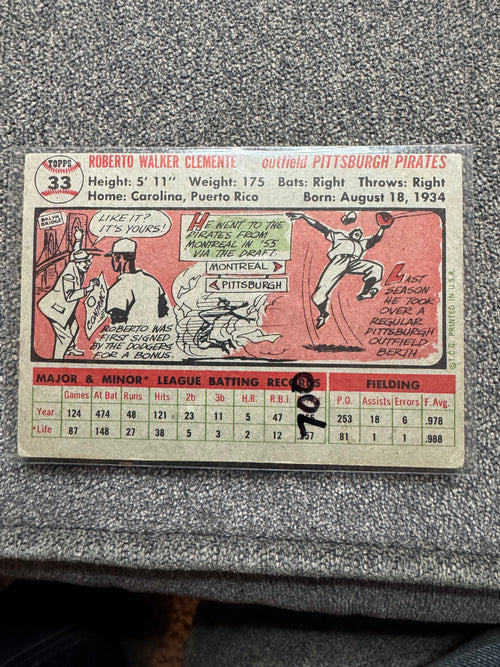 TOPPS
33
ROBERTO WALKER CLEMENTE outfield PITTSBURGH PIRATES
Height: 5' 11" Weight: 175 Bats: Right Throws: Right
Home: Carolina, Puerto Rico Born: August 18, 1934
BKLYN BRIDGE
LIKE IT?
IT'S YOURS!
CONTRACT
ROBERTO WAS
FIRST SIGNED
BY THE DODGERS
FOR A BONUS.
HE WENT TO THE
PIRATES FROM
MONTREAL IN '55
VIA THE DRAFT.
MONTREAL
PITTSBURGH
LAST
SEASON HE
TOOK OVER
A REGULAR
PITTSBURGH
OUTFIELD
BERTH.
© T.C.G. PRINTED IN U.S.A.
MAJOR & MINOR* LEAGUE BATTING RECORDS FIELDING
Games At Bat Runs Hits 2b 3b H.R. R.B.I. P.O. Assists Errors F. Avg.
Year 124 474 48 121 23 11 5 47 253 18 6 .978
*Life 87 148 27 38 5 3 2 12 .257 81 1 1 .988
700